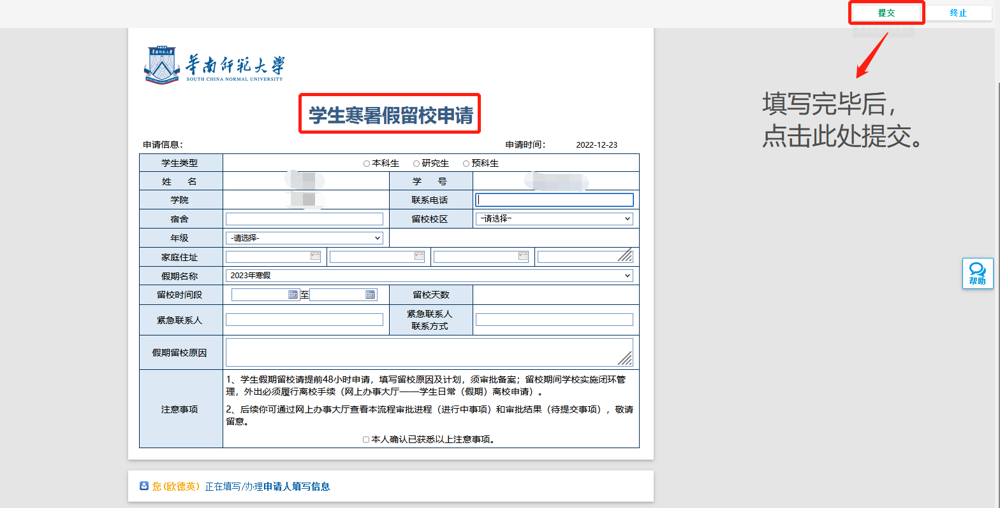 提交
终止
1933
华南师范大学
SOUTH CHINA NORMAL UNIVERSITY
填写完毕后，
点击此处提交。
学生寒暑假留校申请
申请信息：
申请时间：
2022-12-23
学生类型
本科生
研究生
预科生
姓 名
学 号
学院
联系电话
宿舍
留校校区
-请选择-
年级
-请选择-
家庭住址
假期名称
2023年寒假
留校时间段
至
留校天数
紧急联系人
紧急联系人
联系方式
假期留校原因
注意事项
1、学生假期留校请提前48小时申请，填写留校原因及计划，须审批备案；留校期间学校实施闭环管
理，外出必须履行离校手续（网上办事大厅——学生日常（假期）离校申请）。
2、后续你可通过网上办事大厅查看本流程审批进程（进行中事项）和审批结果（待提交事项），敬请
留意。
本人确认已获悉以上注意事项。
帮助
您(欧德英) 正在填写/办理申请人填写信息